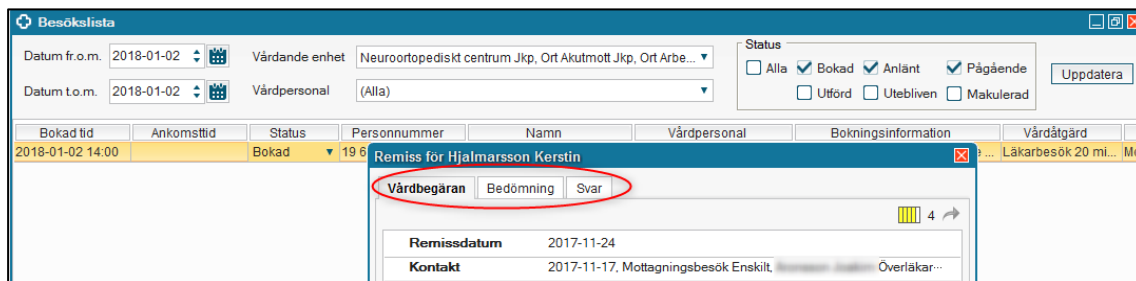 Besökslista
Datum fr.o.m. 2018-01-02 Vårdande enhet Neuroortopediskt centrum Jkp, Ort Akutmott Jkp, Ort Arbe...
Status
Alla Bokad Anlänt Pågående
Uppdatera
Datum t.o.m. 2018-01-02 Vårdpersonal (Alla)
Utförd Utebliven Makulerad
Bokad tid Ankomsttid Status Personnummer Namn Vårdpersonal Bokningsinformation Vårdåtgärd
2018-01-02 14:00 Bokad 19 6 ... Läkarbesök 20 mi...
Remiss för Hjalmarsson Kerstin
Vårdbegäran Bedömning Svar
4
Remissdatum 2017-11-24
Kontakt 2017-11-17, Mottagningsbesök Enskilt, Överläkar...